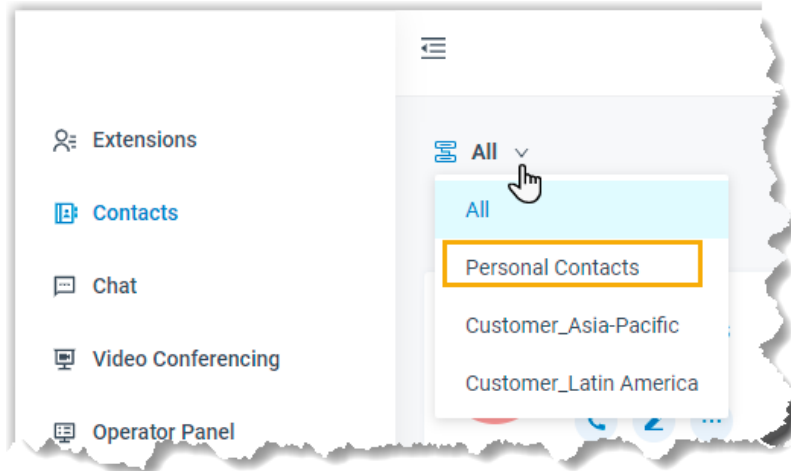 Extensions
Contacts
Chat
Video Conferencing
Operator Panel
All
All
Personal Contacts
Customer_Asia-Pacific
Customer_Latin America